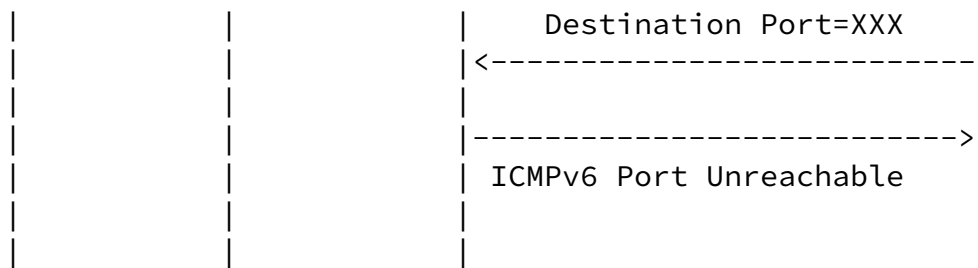 Destination Port=XXX
<---------------------------
--------------------------->
ICMPv6 Port Unreachable